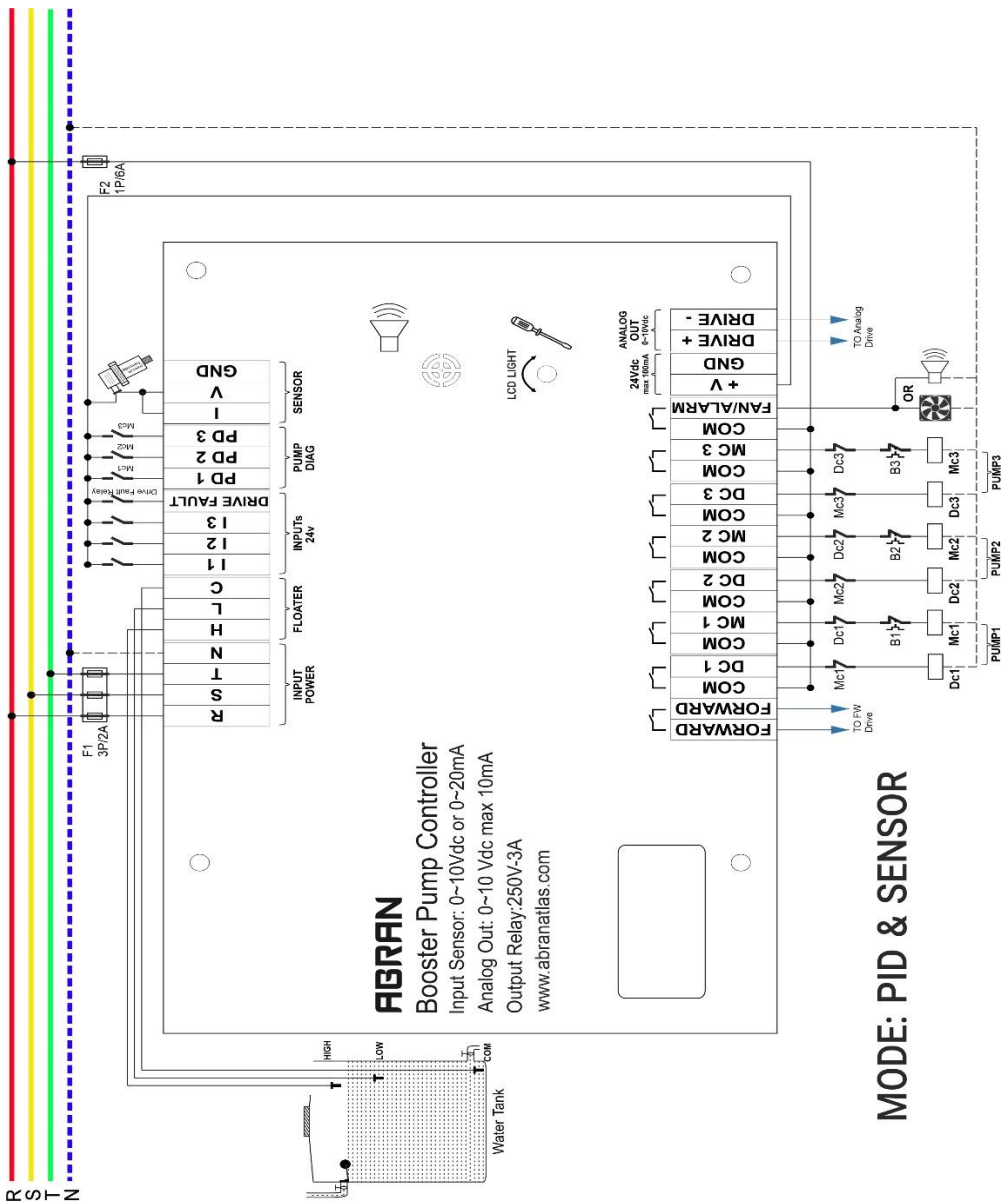 R
S
T
N
F1
3P/2A
F2
1P/6A
Drive Fault Relay
Mc1
Mc2
Mc3
R
S
T
N
H
L
C
I 1
I 2
I 3
DRIVE FAULT
PD 1
PD 2
PD 3
I
V
GND
INPUT
POWER
FLOATER
INPUTs
24v
PUMP
DIAG
SENSOR
HIGH
LOW
COM
Water Tank
ABRAN
Booster Pump Controller
Input Sensor: 0~10Vdc or 0~20mA
Analog Out: 0~10 Vdc max 10mA
Output Relay:250V-3A
www.abranatlas.com
LCD LIGHT
24Vdc
max 100mA
ANALOG
OUT
0~10Vdc
FORWARD
FORWARD
COM
DC 1
COM
MC 1
COM
DC 2
COM
MC 2
COM
DC 3
COM
MC 3
COM
FAN/ALARM
+ V
GND
DRIVE +
DRIVE -
TO FW
Drive
Mc1
Dc1
Mc2
Dc2
Mc3
Dc3
B1
B2
B3
OR
TO Analog
Drive
Dc1
Mc1
Dc2
Mc2
Dc3
Mc3
PUMP1
PUMP2
PUMP3
MODE: PID & SENSOR